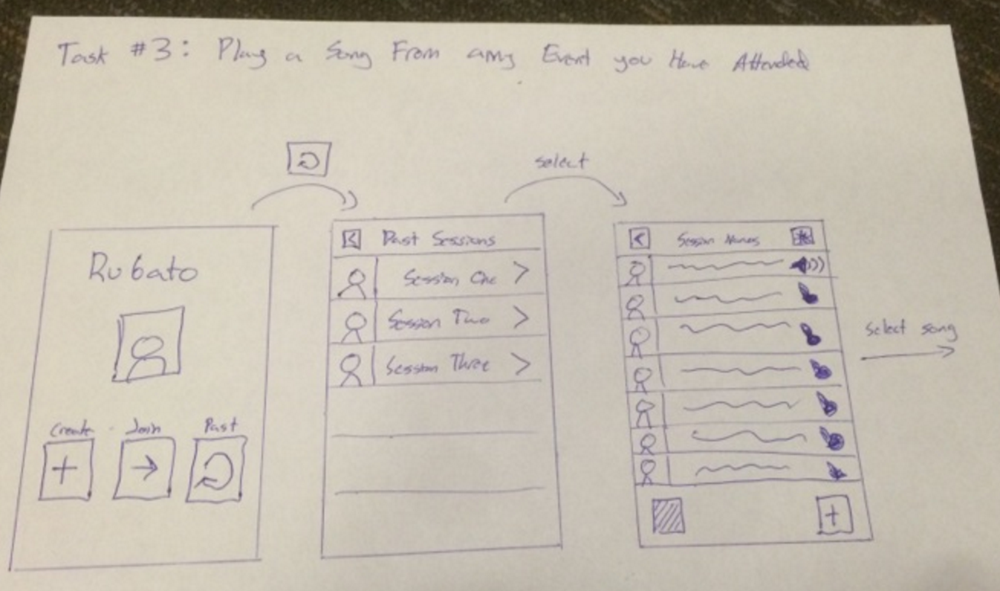 Task #3: Play a Song From any Event you Have Attended
select
Rubato
Create Join Past
Past Sessions
Session One
Session Two
Session Three
Session Names
select song